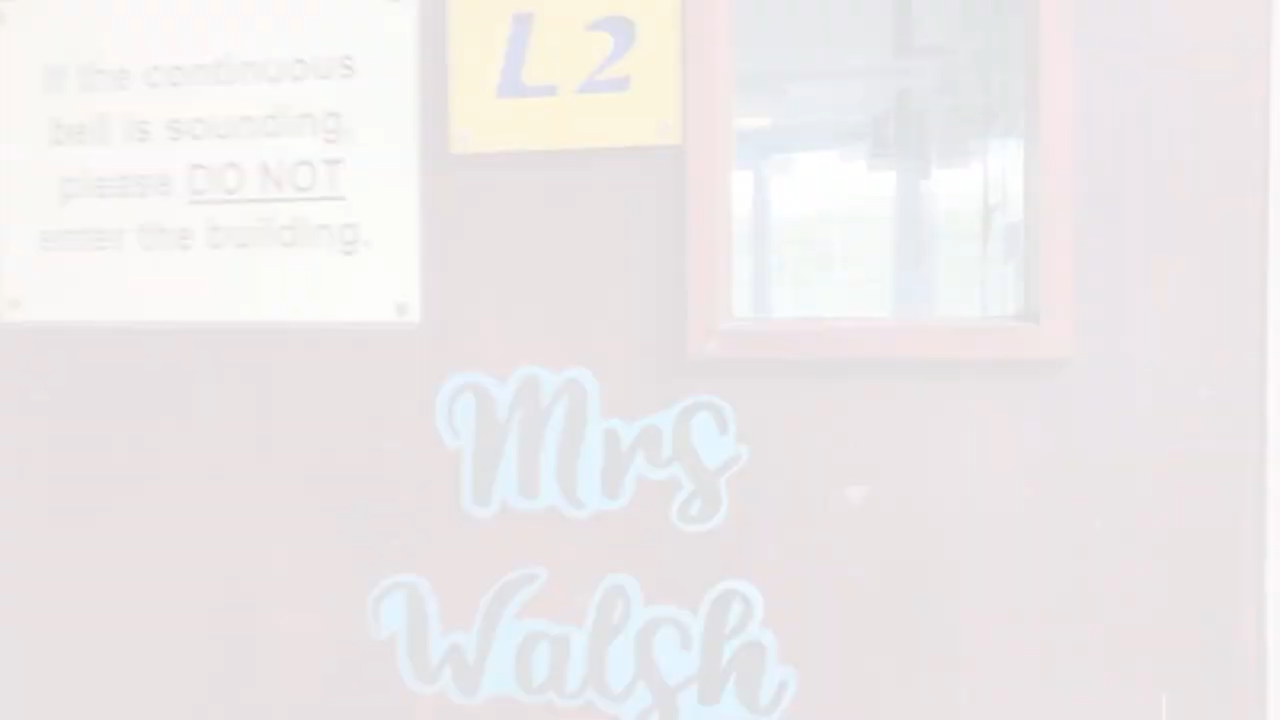 If the continuous
bell is sounding,
please DO NOT
enter the building.
L2
Mrs
Walsh